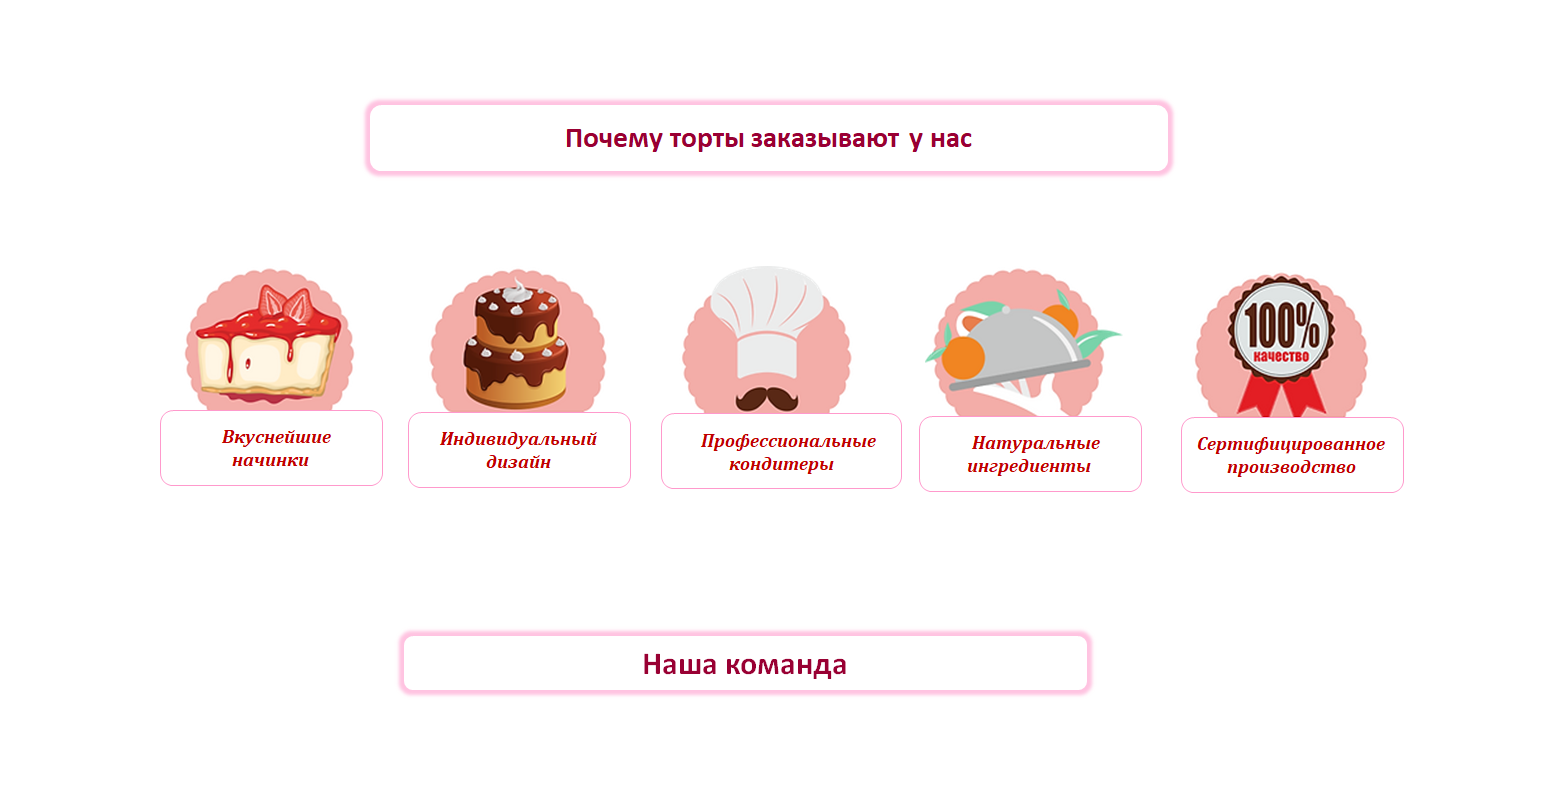 Почему торты заказывают у нас
100%
качество
Вкуснейшие
начинки
Индивидуальный
дизайн
Профессиональные
кондитеры
Натуральные
ингредиенты
Сертифицированное
производство
Наша команда